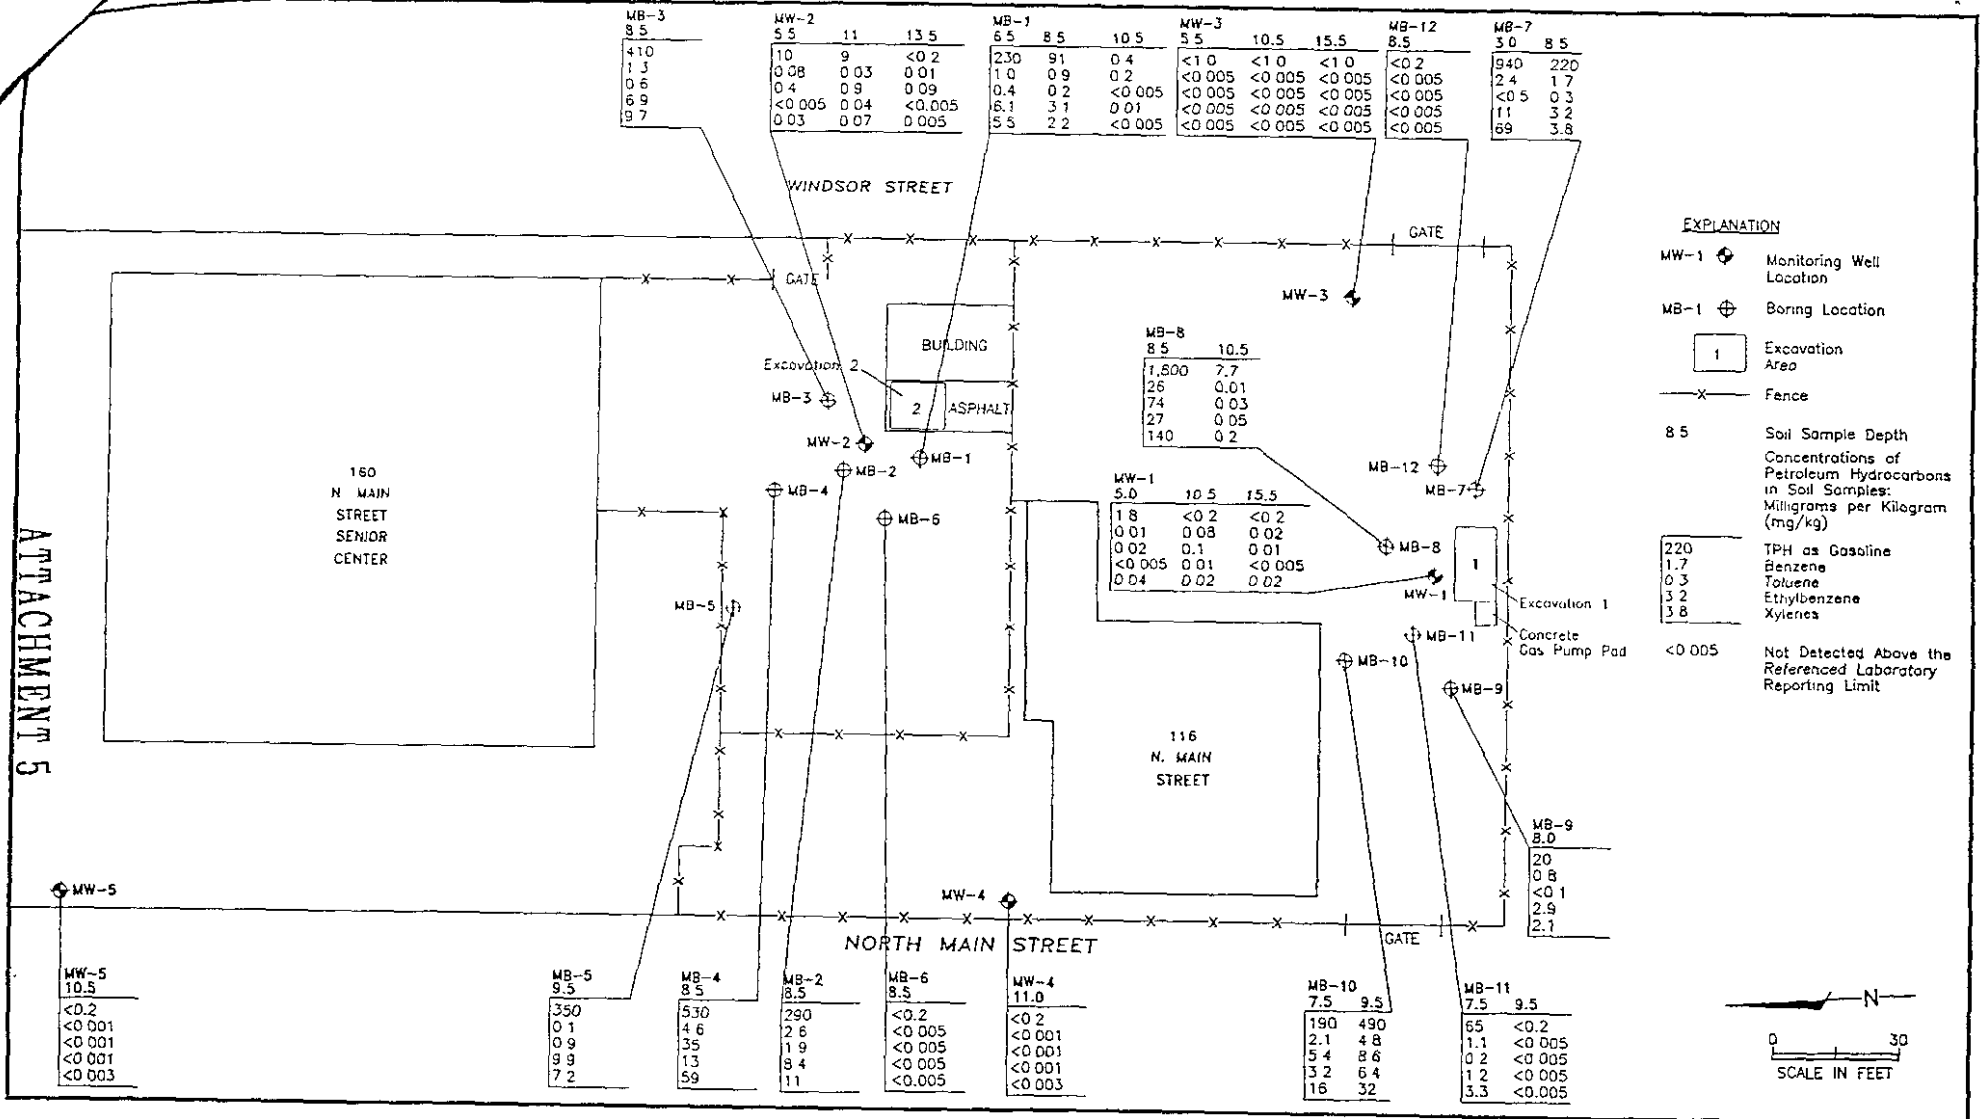 MB-3
8 5
410
1 3
0 6
6 9
9 7
MW-2
5 5 11 13 5
10 9 <0 2
0 08 0 03 0 01
0 4 0 9 0 09
<0 005 0 04 <0.005
0 03 0 07 0 005
MB-1
6 5 8 5 10 5
230 91 0 4
1 0 0 9 0 2
0.4 0 2 <0 005
6.1 3 1 0 01
5 5 2 2 <0 005
MW-3
5 5 10.5 15.5
<1 0 <1 0 <1 0
<0 005 <0 005 <0 005
<0 005 <0 005 <0 005
<0 005 <0 005 <0 005
<0 005 <0 005 <0 005
MB-12
8.5
<0.2
<0 005
<0 005
<0 005
<0 005
MB-7
3 0 8 5
940 220
2 4 1 7
<0 5 0 3
11 3 2
69 3.8
WINDSOR STREET
GATE
GATE
BUILDING
Excavation 2
2
ASPHALT
MB-3
MW-2
MB-2
MB-1
MB-4
MB-6
MB-5
160
N MAIN
STREET
SENIOR
CENTER
MW-3
MB-8
8 5 10.5
1,800 7.7
26 0.01
74 0 03
27 0 05
140 0 2
MW-1
5.0 10 5 15.5
1 8 <0 2 <0 2
0 01 0 08 0 02
0 02 0.1 0 01
<0 005 0 01 <0 005
0 04 0 02 0 02
MB-12
MB-7
MB-8
1
MW-1
Excavation 1
Concrete
Gas Pump Pad
MB-11
MB-10
MB-9
116
N. MAIN
STREET
EXPLANATION
MW-1 Monitoring Well
Location
MB-1 Boring Location
1 Excavation
Area
Fence
8 5 Soil Sample Depth
Concentrations of
Petroleum Hydrocarbons
in Soil Samples:
Milligrams per Kilogram
(mg/kg)
220 TPH as Gasoline
1.7 Benzene
0 3 Toluene
3 2 Ethylbenzene
3 8 Xylenes
<0 005 Not Detected Above the
Referenced Laboratory
Reporting Limit
ATTACHMENT 5
MW-5
MW-4
NORTH MAIN STREET
GATE
MB-9
8.0
20
0 8
<0 1
2.9
2.1
MW-5
10.5
<0.2
<0 001
<0 001
<0 001
<0 003
MB-5
9.5
350
0 1
0 9
9 9
7 2
MB-4
8 5
530
4 6
35
13
59
MB-2
8.5
290
2 6
1 9
8 4
11
MB-6
8.5
<0.2
<0 005
<0 005
<0 005
<0.005
MW-4
11.0
<0 2
<0 001
<0 001
<0 001
<0 003
MB-10
7.5 9.5
190 490
2.1 4 8
5 4 8 6
3 2 6 4
16 32
MB-11
7.5 9.5
65 <0.2
1.1 <0 005
0 2 <0 005
1 2 <0 005
3.3 <0.005
N
0 30
SCALE IN FEET